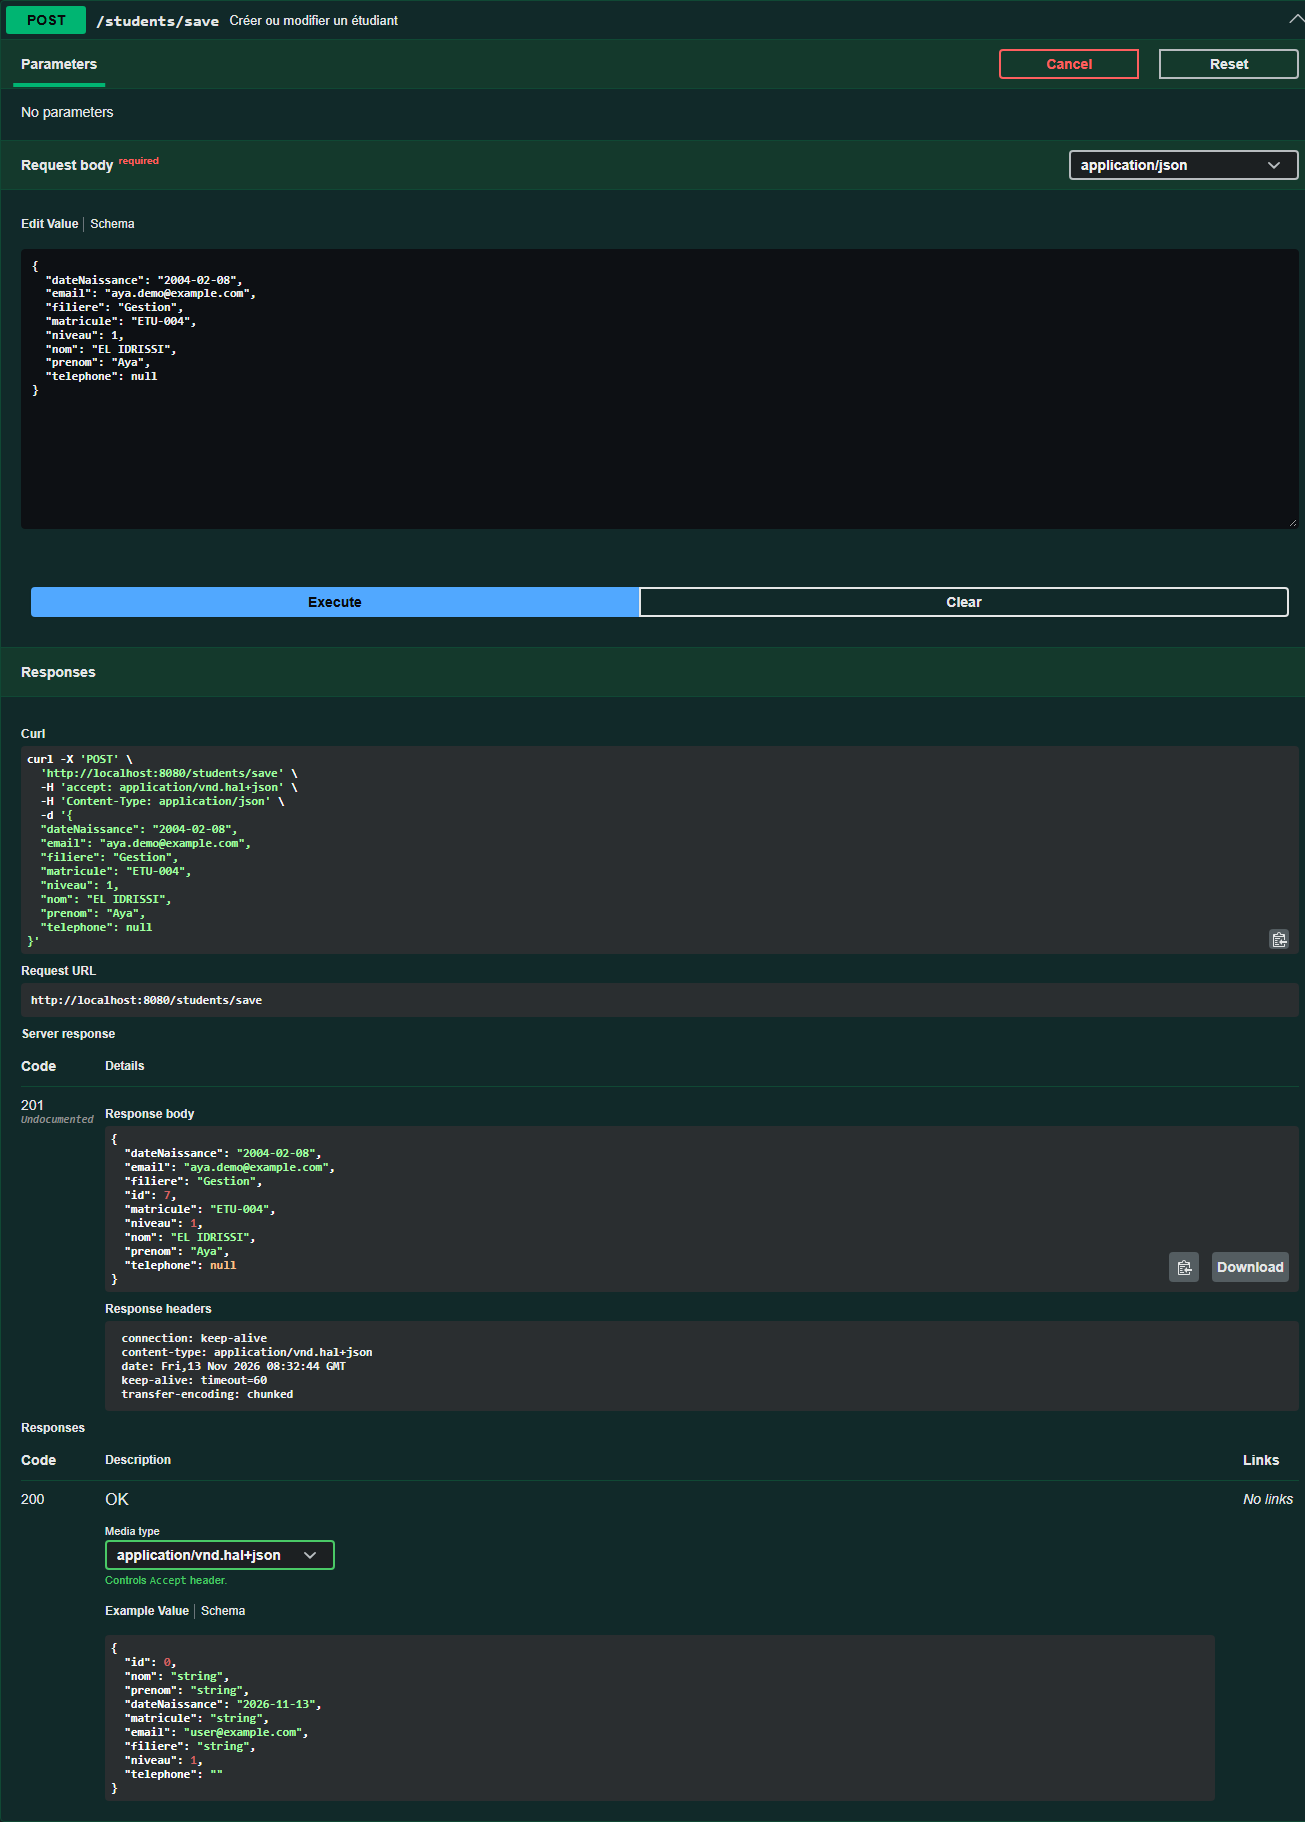 POST /students/save Créer ou modifier un étudiant
Parameters Cancel Reset
No parameters
Request body required application/json
Edit Value | Schema
{
  "dateNaissance": "2004-02-08",
  "email": "aya.demo@example.com",
  "filiere": "Gestion",
  "matricule": "ETU-004",
  "niveau": 1,
  "nom": "EL IDRISSI",
  "prenom": "Aya",
  "telephone": null
}
Execute Clear
Responses
Curl
curl -X 'POST' \
  'http://localhost:8080/students/save' \
  -H 'accept: application/vnd.hal+json' \
  -H 'Content-Type: application/json' \
  -d '{
  "dateNaissance": "2004-02-08",
  "email": "aya.demo@example.com",
  "filiere": "Gestion",
  "matricule": "ETU-004",
  "niveau": 1,
  "nom": "EL IDRISSI",
  "prenom": "Aya",
  "telephone": null
}'
Request URL
http://localhost:8080/students/save
Server response
Code Details
201
Undocumented
Response body
{
  "dateNaissance": "2004-02-08",
  "email": "aya.demo@example.com",
  "filiere": "Gestion",
  "id": 7,
  "matricule": "ETU-004",
  "niveau": 1,
  "nom": "EL IDRISSI",
  "prenom": "Aya",
  "telephone": null
}
Download
Response headers
connection: keep-alive
content-type: application/vnd.hal+json
date: Fri,13 Nov 2026 08:32:44 GMT
keep-alive: timeout=60
transfer-encoding: chunked
Responses
Code Description Links
200 OK No links
Media type
application/vnd.hal+json
Controls Accept header.
Example Value | Schema
{
  "id": 0,
  "nom": "string",
  "prenom": "string",
  "dateNaissance": "2026-11-13",
  "matricule": "string",
  "email": "user@example.com",
  "filiere": "string",
  "niveau": 1,
  "telephone": ""
}